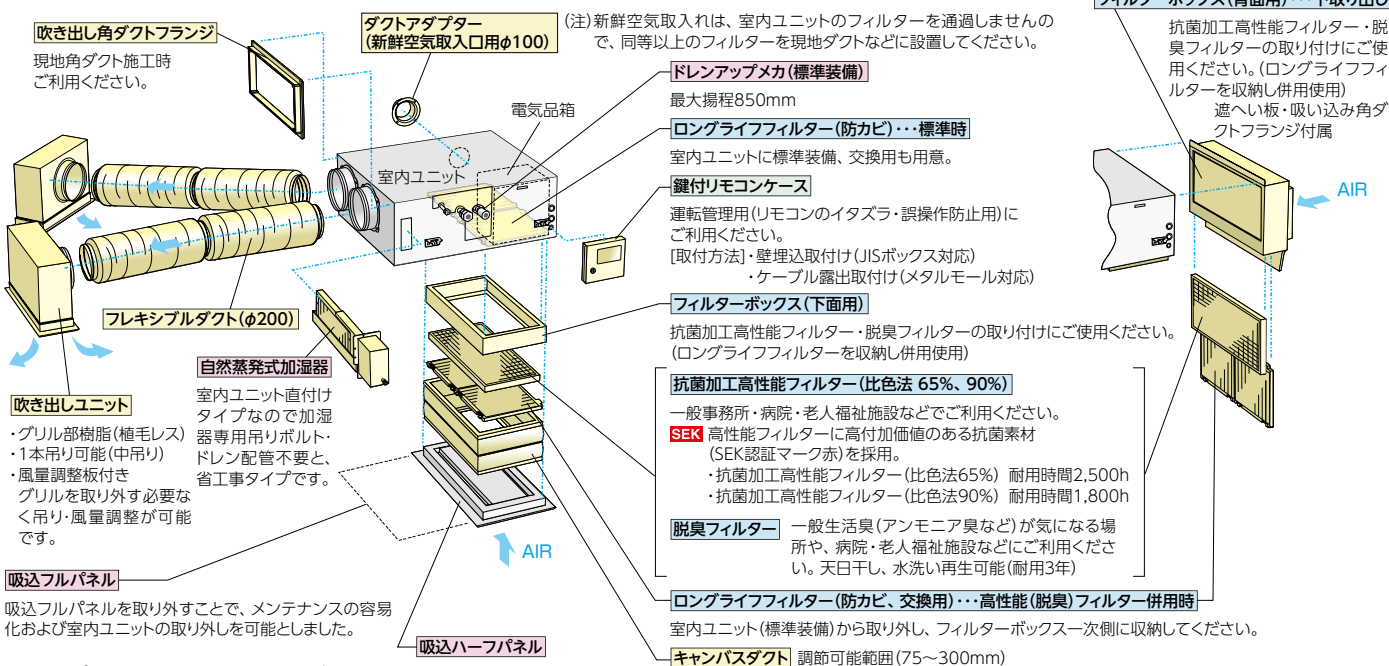 吹き出し角ダクトフランジ
現地角ダクト施工時
ご利用ください。
ダクトアダプター
(新鮮空気取入口用φ100)
(注)新鮮空気取入れは、室内ユニットのフィルターを通過しませんの
で、同等以上のフィルターを現地ダクトなどに設置してください。
ドレンアップメカ(標準装備)
最大揚程850mm
電気品箱
室内ユニット
ロングライフフィルター(防カビ)･･･標準時
室内ユニットに標準装備、交換用も用意。
鍵付リモコンケース
運転管理用(リモコンのイタズラ・誤操作防止用)に
ご利用ください。
[取付方法]・壁埋込取付け(JISボックス対応)
・ケーブル露出取付け(メタルモール対応)
フィルターボックス(下面用)
抗菌加工高性能フィルター・脱臭フィルターの取り付けにご使用ください。
(ロングライフフィルターを収納し併用使用)
抗菌加工高性能フィルター・脱
臭フィルターの取り付けにご使
用ください。(ロングライフフィ
ルターを収納し併用使用)
遮へい板・吸い込み角ダ
クトフランジ付属
AIR
フレキシブルダクト(φ200)
自然蒸発式加湿器
室内ユニット直付け
タイプなので加湿
器専用吊りボルト・
ドレン配管不要と、
省工事タイプです。
吹き出しユニット
・グリル部樹脂(植毛レス)
・1本吊り可能(中吊り)
・風量調整板付き
グリルを取り外す必要な
く吊り・風量調整が可能
です。
抗菌加工高性能フィルター(比色法 65%、90%)
一般事務所・病院・老人福祉施設などでご利用ください。
SEK 高性能フィルターに高付加価値のある抗菌素材
(SEK認証マーク赤)を採用。
・抗菌加工高性能フィルター(比色法65%) 耐用時間2,500h
・抗菌加工高性能フィルター(比色法90%) 耐用時間1,800h
脱臭フィルター 一般生活臭(アンモニア臭など)が気になる場
所や、病院・老人福祉施設などにご利用くださ
い。天日干し、水洗い再生可能(耐用3年)
AIR
吸込フルパネル
吸込フルパネルを取り外すことで、メンテナンスの容易
化および室内ユニットの取り外しを可能としました。
吸込ハーフパネル
ロングライフフィルター(防カビ、交換用)･･･高性能(脱臭)フィルター併用時
室内ユニット(標準装備)から取り外し、フィルターボックス一次側に収納してください。
キャンバスダクト 調節可能範囲(75〜300mm)